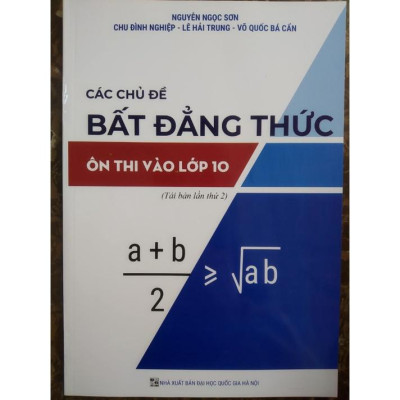 NGUYỄN NGỌC SƠN
CHU ĐÌNH NGHIỆP - LÊ HẢI TRUNG - VÕ QUỐC BÁ CẨN
CÁC CHỦ ĐỀ
BẤT ĐẲNG THỨC
ÔN THI VÀO LỚP 10
(Tái bản lần thứ 2)
a + b
2
≥ √ab
NHÀ XUẤT BẢN ĐẠI HỌC QUỐC GIA HÀ NỘI